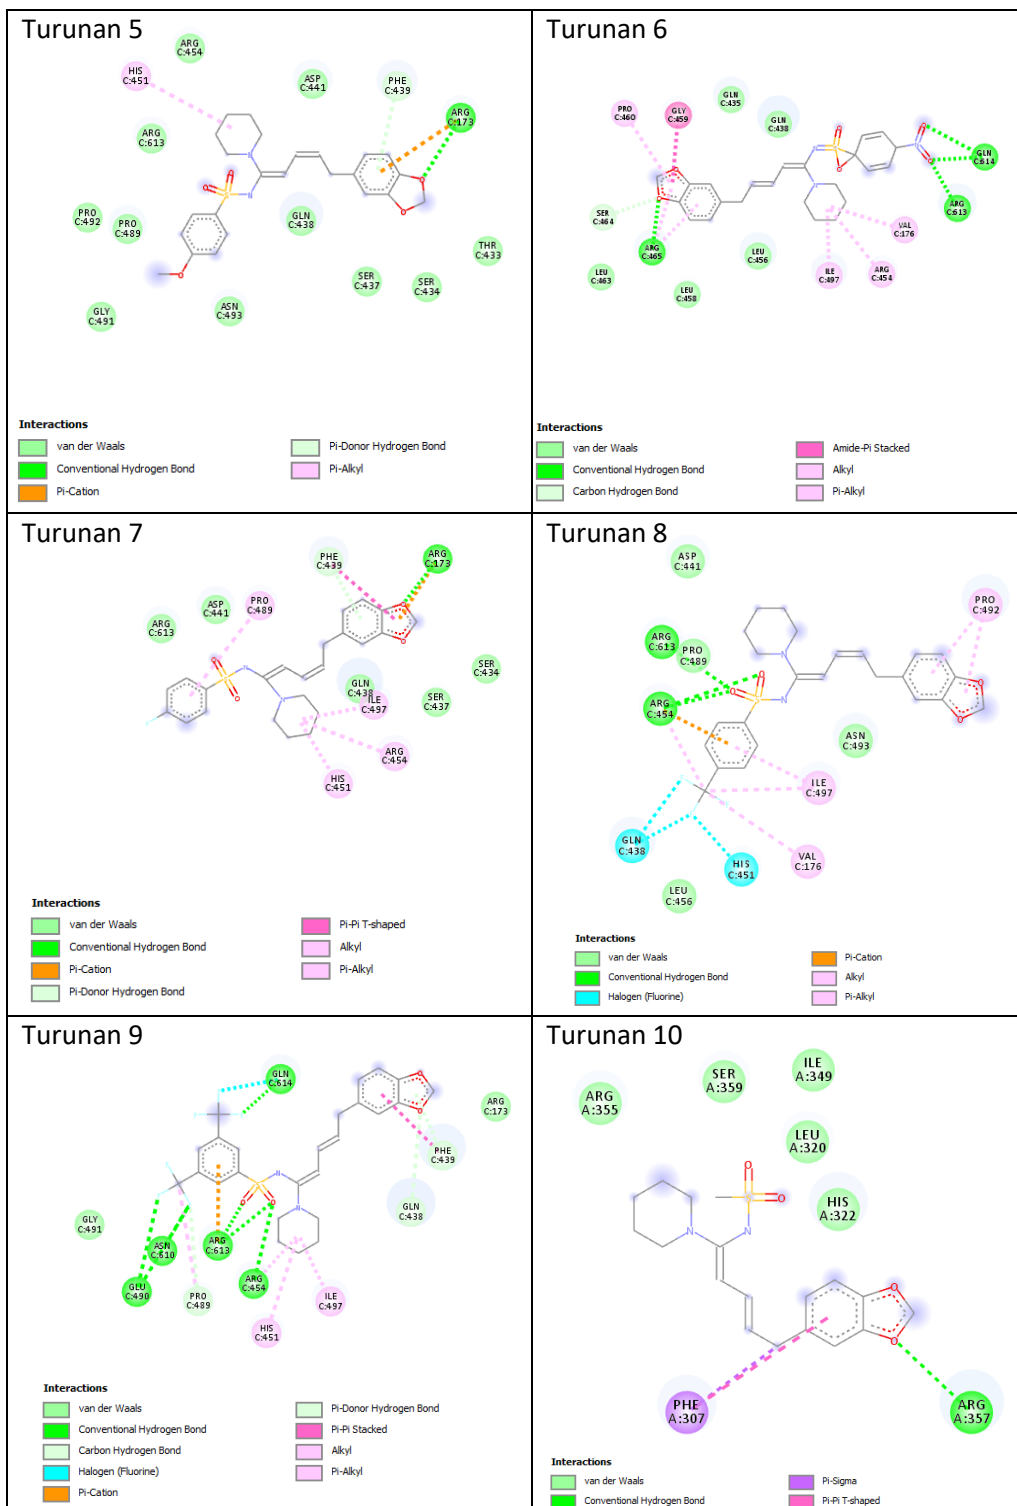 Turunan 5
ARG
C:454
HIS
C:451
ASP
C:441
PHE
C:439
ARG
C:173
ARG
C:613
PRO
C:492
PRO
C:489
GLN
C:438
THR
C:433
SER
C:437
SER
C:434
GLY
C:491
ASN
C:493
S
O
O
N
N
O
O
O
Interactions
van der Waals
Conventional Hydrogen Bond
Pi-Cation
Pi-Donor Hydrogen Bond
Pi-Alkyl
Turunan 6
PRO
C:460
GLY
C:459
GLN
C:435
GLN
C:438
GLN
C:614
ARG
C:613
SER
C:464
ARG
C:465
LEU
C:456
VAL
C:176
LEU
C:463
LEU
C:458
ILE
C:497
ARG
C:454
Interactions
van der Waals
Conventional Hydrogen Bond
Carbon Hydrogen Bond
Amide-Pi Stacked
Alkyl
Pi-Alkyl
Turunan 7
PHE
C:439
ARG
C:173
ARG
C:613
ASP
C:441
PRO
C:489
GLN
C:438
ILE
C:497
SER
C:437
SER
C:434
ARG
C:454
HIS
C:451
Interactions
van der Waals
Conventional Hydrogen Bond
Pi-Cation
Pi-Donor Hydrogen Bond
Pi-Pi T-shaped
Alkyl
Pi-Alkyl
Turunan 8
ASP
C:441
PRO
C:492
ARG
C:613
PRO
C:489
ARG
C:454
ASN
C:493
ILE
C:497
GLN
C:438
HIS
C:451
VAL
C:176
LEU
C:456
Interactions
van der Waals
Conventional Hydrogen Bond
Halogen (Fluorine)
Pi-Cation
Alkyl
Pi-Alkyl
Turunan 9
GLN
C:614
ARG
C:173
PHE
C:439
GLN
C:438
GLY
C:491
ASN
C:610
ARG
C:613
GLU
C:490
PRO
C:489
ARG
C:454
HIS
C:451
ILE
C:497
Interactions
van der Waals
Conventional Hydrogen Bond
Carbon Hydrogen Bond
Halogen (Fluorine)
Pi-Cation
Pi-Donor Hydrogen Bond
Pi-Pi Stacked
Alkyl
Pi-Alkyl
Turunan 10
ARG
A:355
SER
A:359
ILE
A:349
LEU
A:320
HIS
A:322
PHE
A:307
ARG
A:357
Interactions
van der Waals
Conventional Hydrogen Bond
Pi-Sigma
Pi-Pi T-shaped